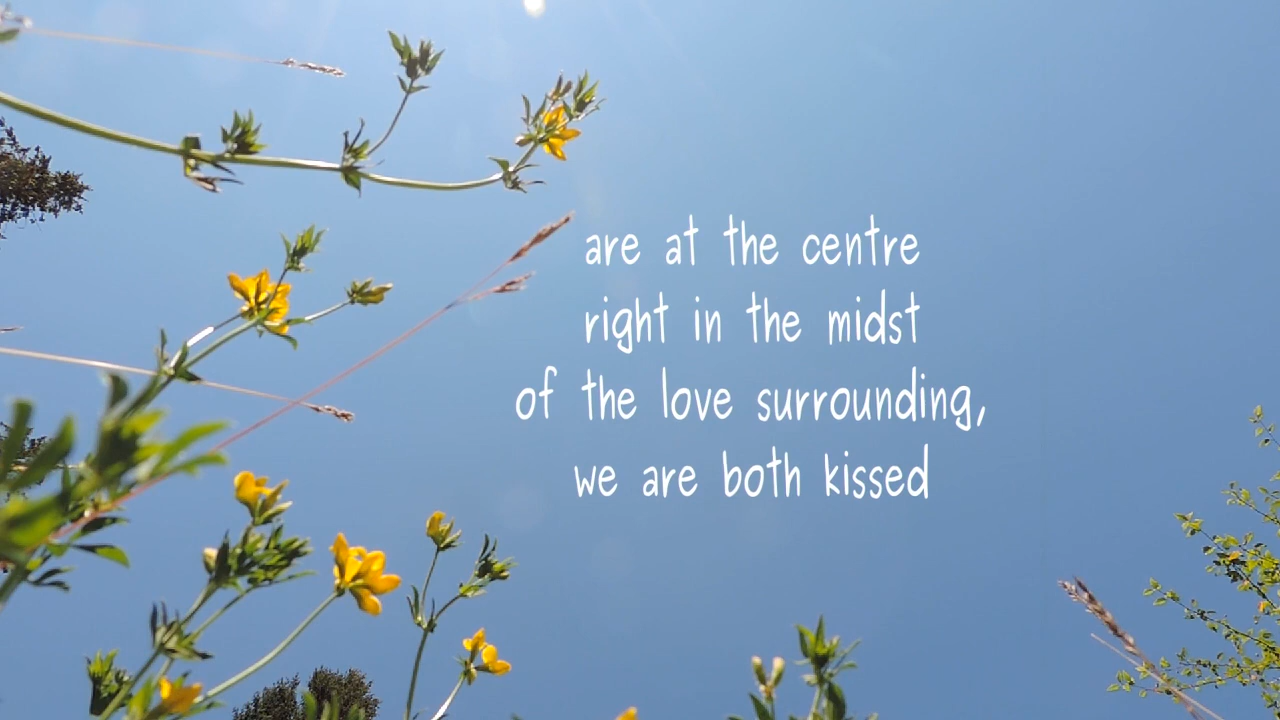 are at the centre
right in the midst
of the love surrounding,
we are both kissed